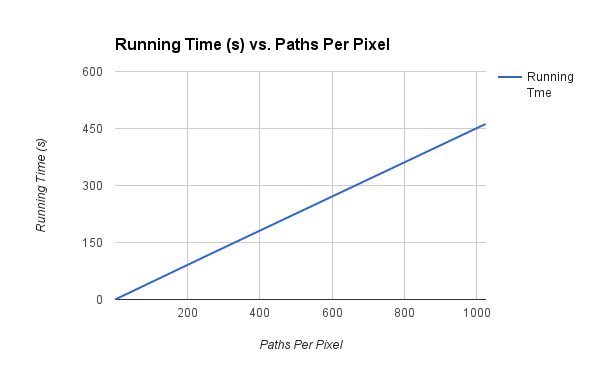 Running Time (s) vs. Paths Per Pixel
600
450
300
150
0
Running Time (s)
200 400 600 800 1000
Paths Per Pixel
Running
Tme